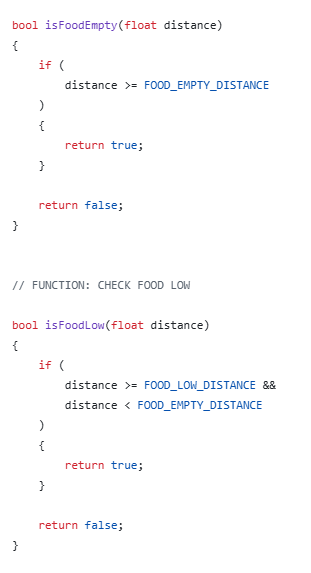 bool isFoodEmpty(float distance)
{
    if (
        distance >= FOOD_EMPTY_DISTANCE
    )
    {
        return true;
    }

    return false;
}

// FUNCTION: CHECK FOOD LOW

bool isFoodLow(float distance)
{
    if (
        distance >= FOOD_LOW_DISTANCE &&
        distance < FOOD_EMPTY_DISTANCE
    )
    {
        return true;
    }

    return false;
}